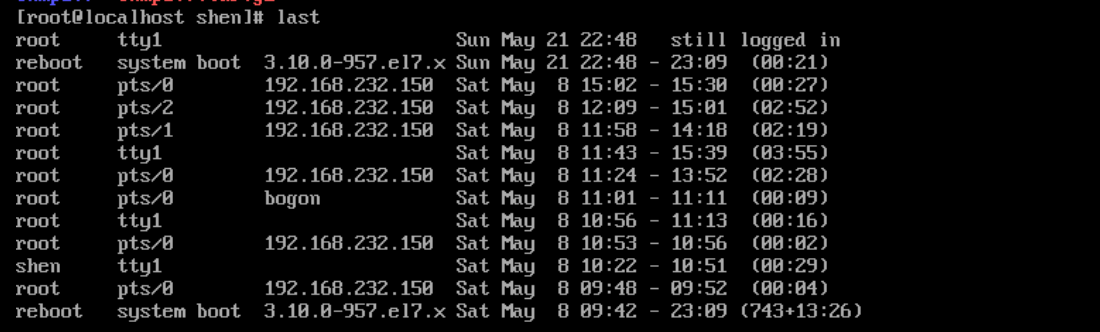 [root@localhost shen]# last
root     tty1                          Sun May 21 22:48   still logged in
reboot   system boot  3.10.0-957.el7.x Sun May 21 22:48 - 23:09  (00:21)
root     pts/0        192.168.232.150  Sat May  8 15:02 - 15:30  (00:27)
root     pts/2        192.168.232.150  Sat May  8 12:09 - 15:01  (02:52)
root     pts/1        192.168.232.150  Sat May  8 11:58 - 14:18  (02:19)
root     tty1                          Sat May  8 11:43 - 15:39  (03:55)
root     pts/0        192.168.232.150  Sat May  8 11:24 - 13:52  (02:28)
root     pts/0        bogon            Sat May  8 11:01 - 11:11  (00:09)
root     tty1                          Sat May  8 10:56 - 11:13  (00:16)
root     pts/0        192.168.232.150  Sat May  8 10:53 - 10:56  (00:02)
shen     tty1                          Sat May  8 10:22 - 10:51  (00:29)
root     pts/0        192.168.232.150  Sat May  8 09:48 - 09:52  (00:04)
reboot   system boot  3.10.0-957.el7.x Sat May  8 09:42 - 23:09 (743+13:26)